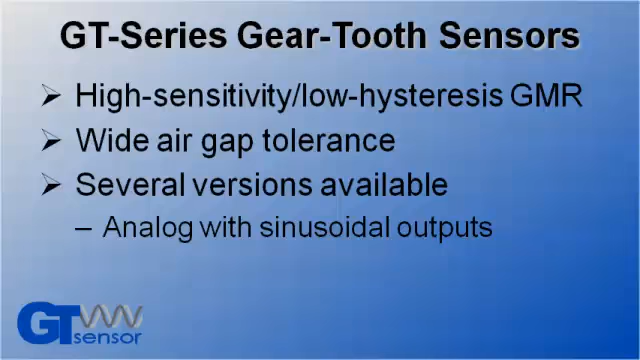 GT-Series Gear-Tooth Sensors
➢ High-sensitivity/low-hysteresis GMR
➢ Wide air gap tolerance
➢ Several versions available
– Analog with sinusoidal outputs
GT
sensor